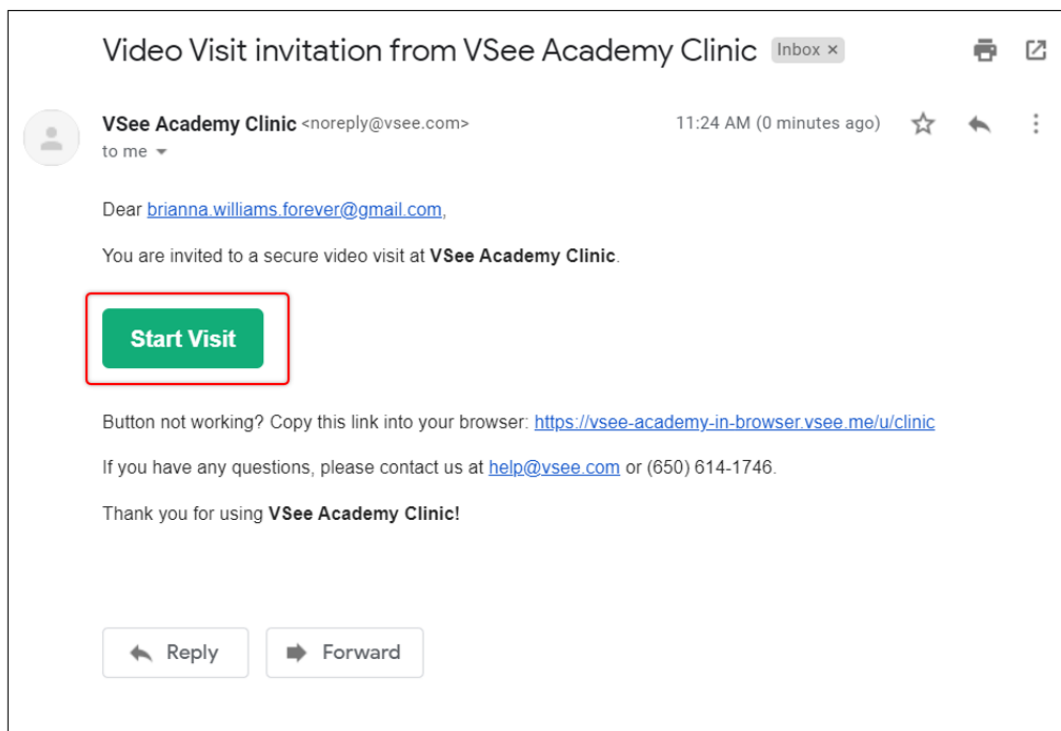 Video Visit invitation from VSee Academy Clinic Inbox ×
VSee Academy Clinic <noreply@vsee.com> 11:24 AM (0 minutes ago)
to me
Dear brianna.williams.forever@gmail.com,
You are invited to a secure video visit at VSee Academy Clinic.
Start Visit
Button not working? Copy this link into your browser: https://vsee-academy-in-browser.vsee.me/u/clinic
If you have any questions, please contact us at help@vsee.com or (650) 614-1746.
Thank you for using VSee Academy Clinic!
Reply Forward